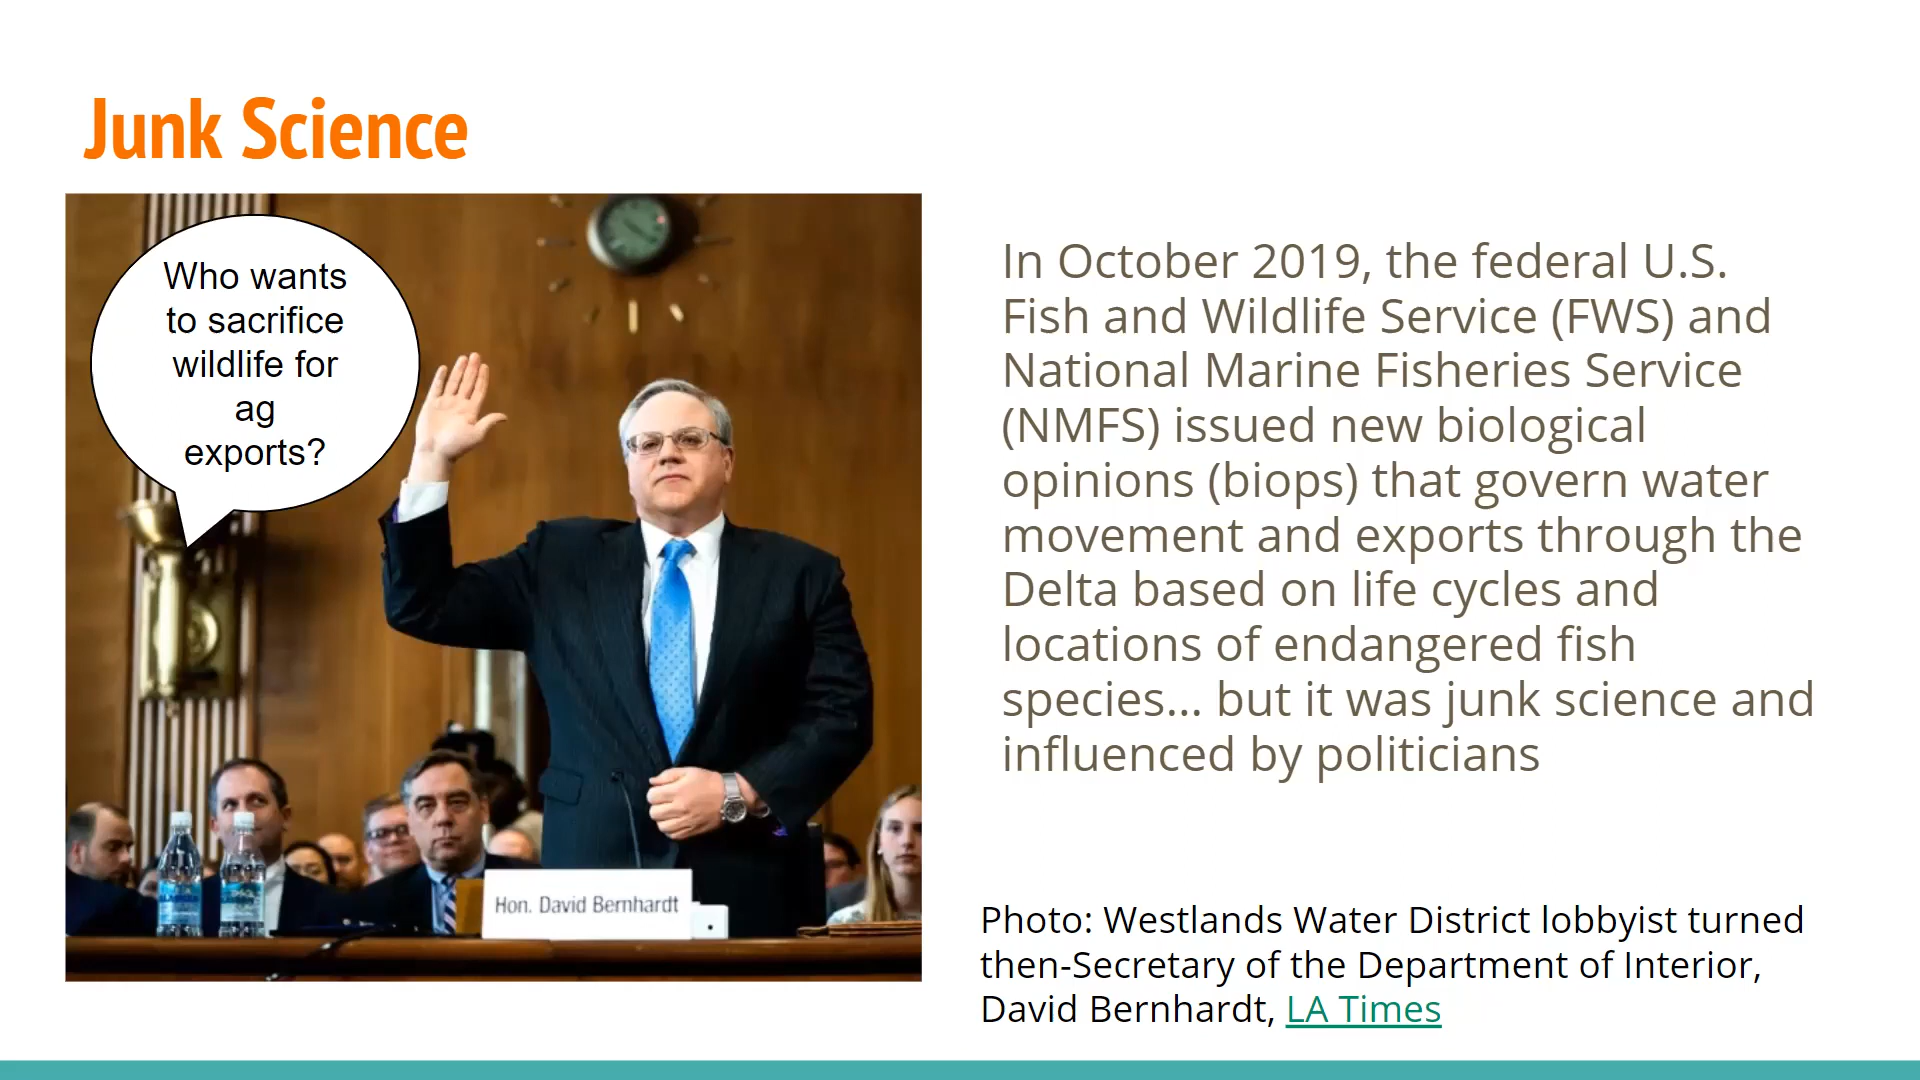 Junk Science
Who wants
to sacrifice
wildlife for
ag
exports?
Hon. David Bernhardt
In October 2019, the federal U.S.
Fish and Wildlife Service (FWS) and
National Marine Fisheries Service
(NMFS) issued new biological
opinions (biops) that govern water
movement and exports through the
Delta based on life cycles and
locations of endangered fish
species... but it was junk science and
influenced by politicians
Photo: Westlands Water District lobbyist turned
then-Secretary of the Department of Interior,
David Bernhardt, LA Times